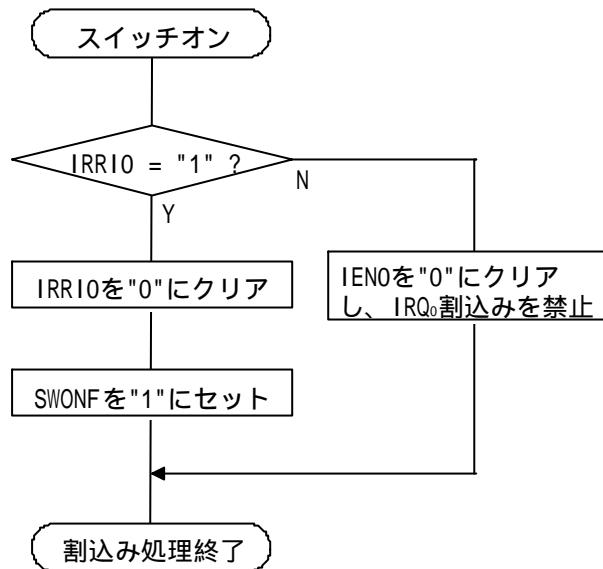 スイッチオン
IRRI0 = "1" ?
N
Y
IRRI0を"0"にクリア
IEN0を"0"にクリア
し、IRQ₀割込みを禁止
SWONFを"1"にセット
割込み処理終了